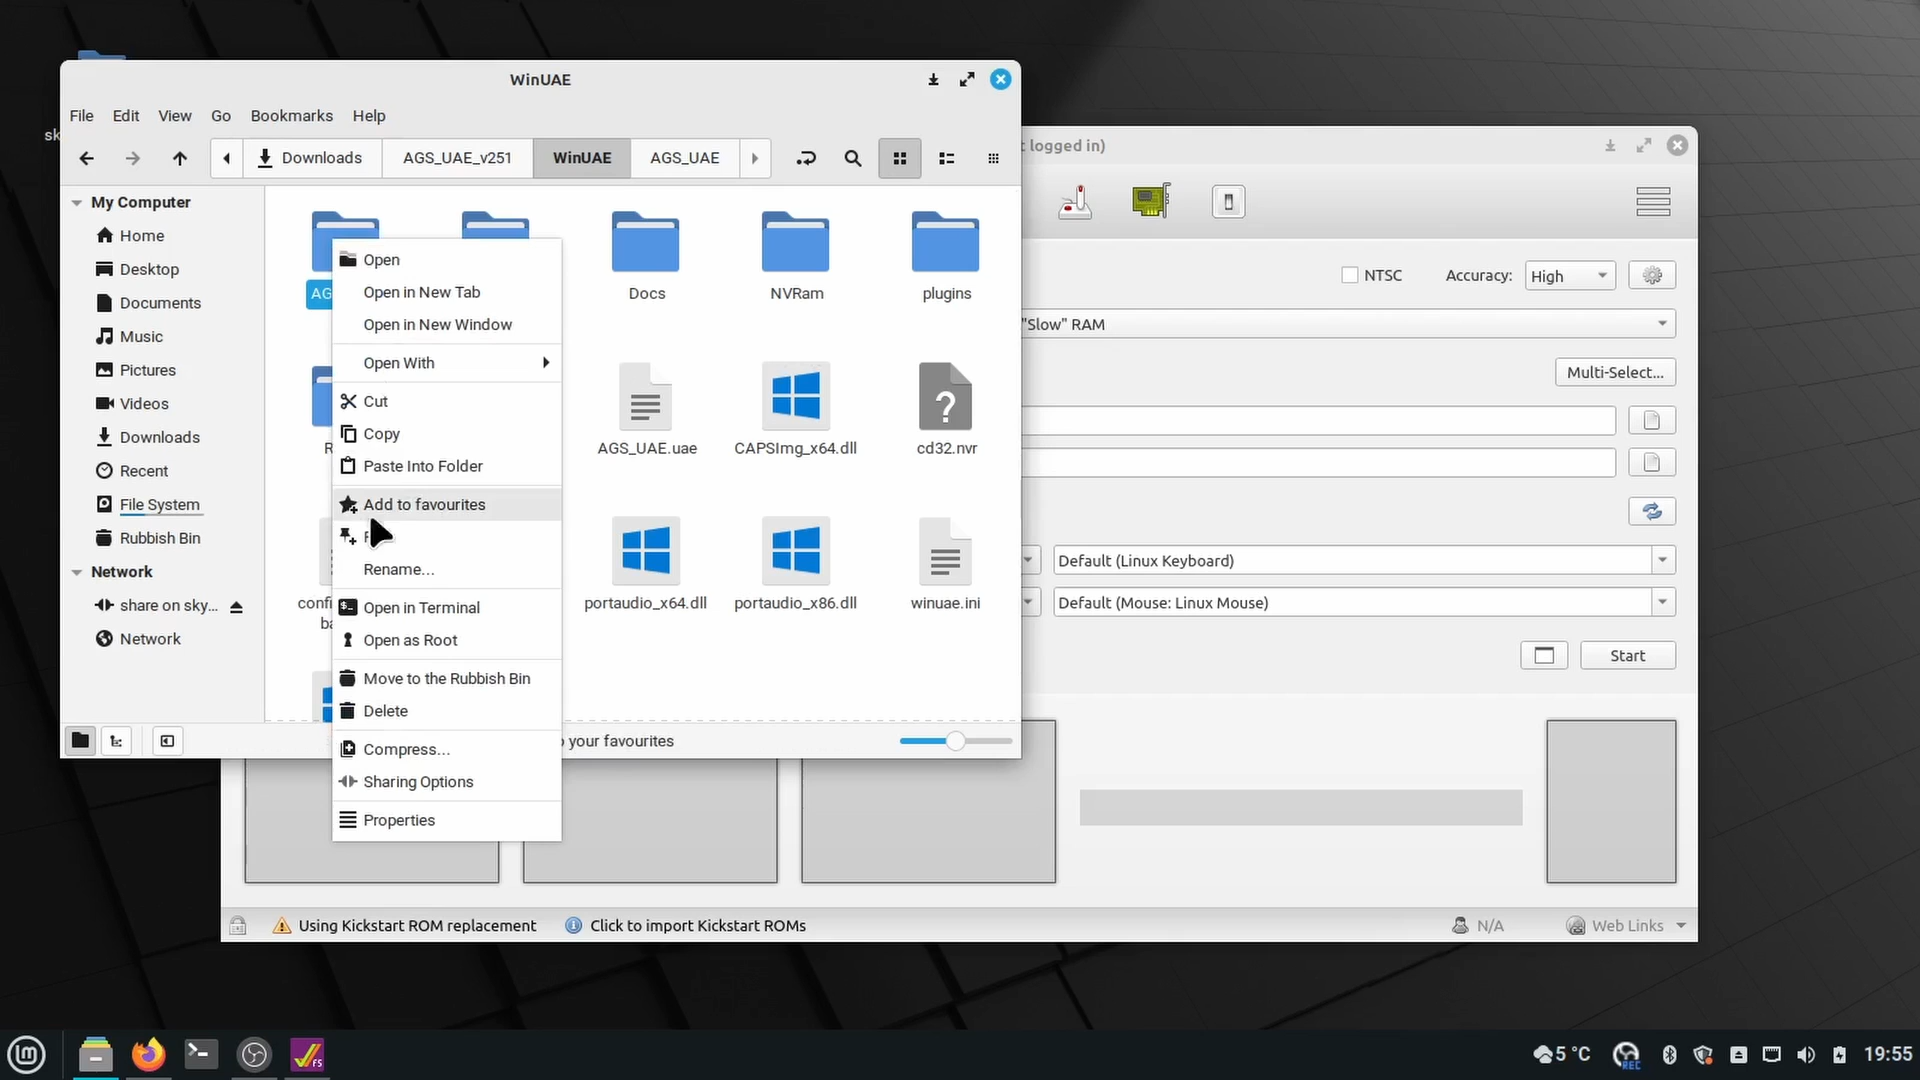 WinUAE
File Edit View Go Bookmarks Help
Downloads AGS_UAE_v251 WinUAE AGS_UAE
My Computer
Home
Desktop
Documents
Music
Pictures
Videos
Downloads
Recent
File System
Rubbish Bin
Network
share on sky...
Network
AG
Docs
NVRam
plugins
R
AGS_UAE.uae
CAPSImg_x64.dll
cd32.nvr
confi
ba
portaudio_x64.dll
portaudio_x86.dll
winuae.ini
Open
Open in New Tab
Open in New Window
Open With
Cut
Copy
Paste Into Folder
Add to favourites
Rename...
Open in Terminal
Open as Root
Move to the Rubbish Bin
Delete
Compress...
Sharing Options
Properties
your favourites
sk
logged in)
NTSC Accuracy: High
"Slow" RAM
Multi-Select...
Default (Linux Keyboard)
Default (Mouse: Linux Mouse)
Start
Using Kickstart ROM replacement Click to import Kickstart ROMs N/A Web Links
FS
5 °C REC 19:55